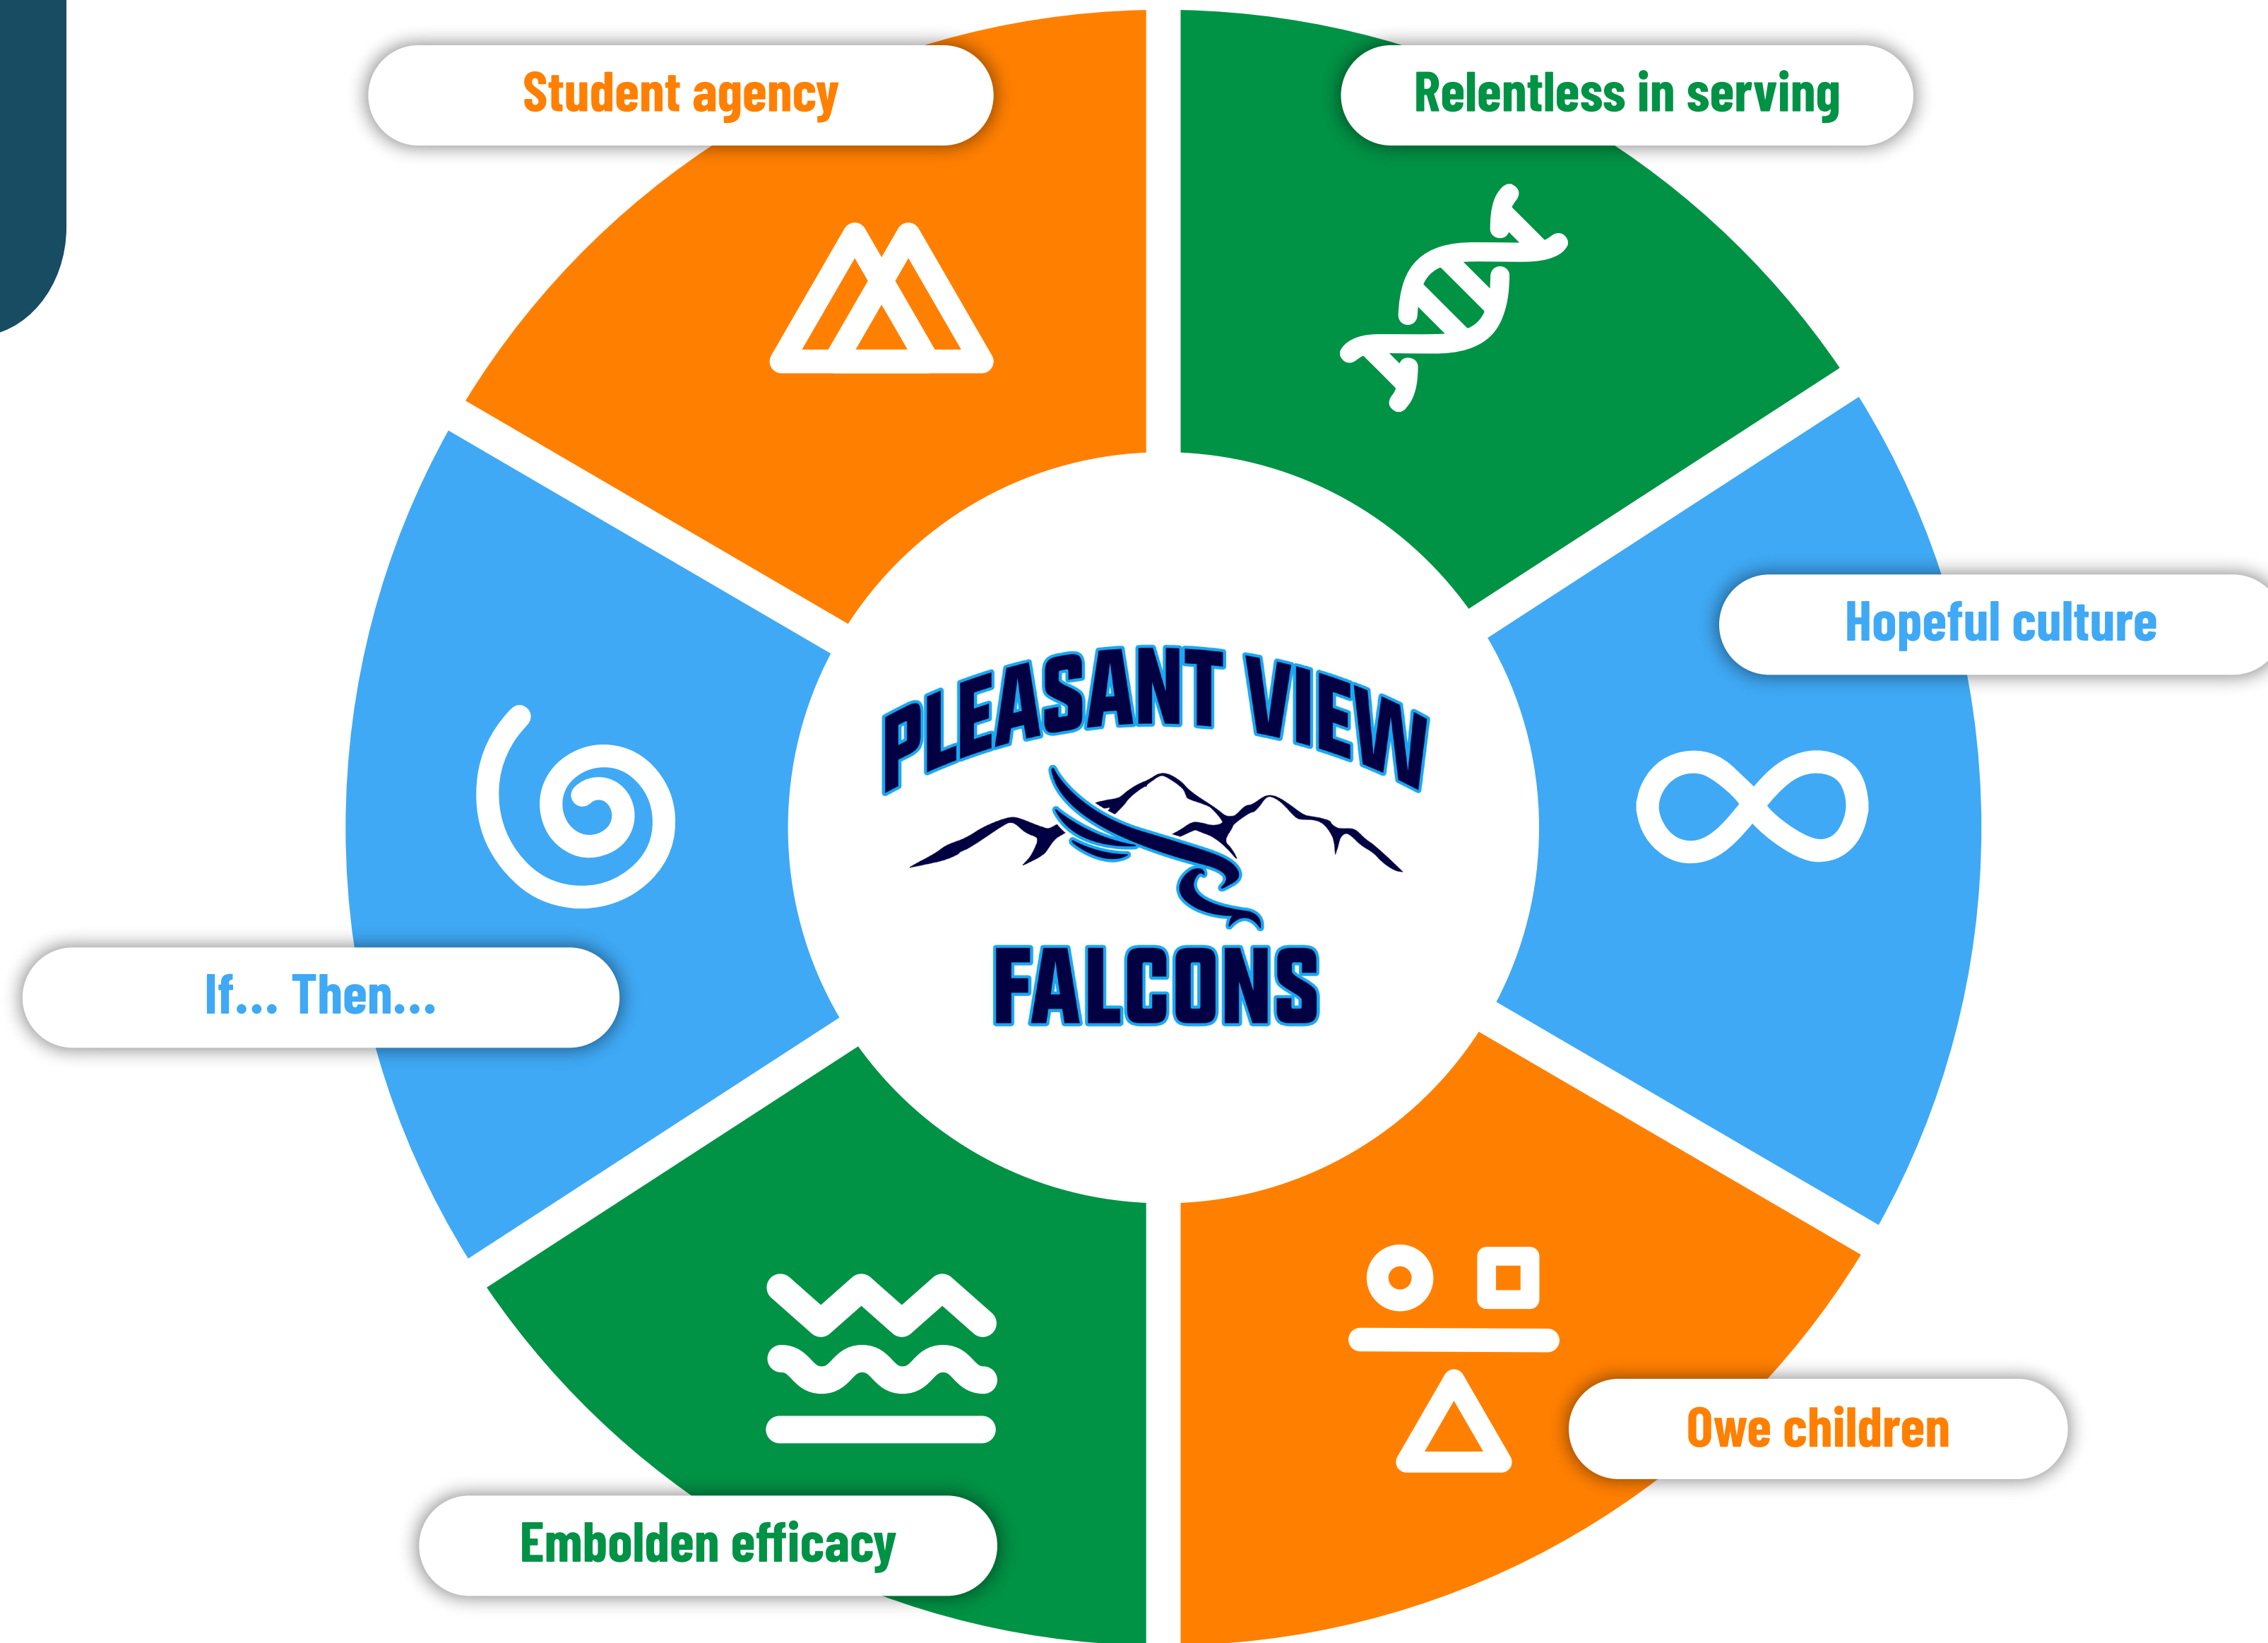 Student agency
Relentless in serving
Hopeful culture
PLEASANT VIEW
FALCONS
If... Then...
Owe children
Embolden efficacy